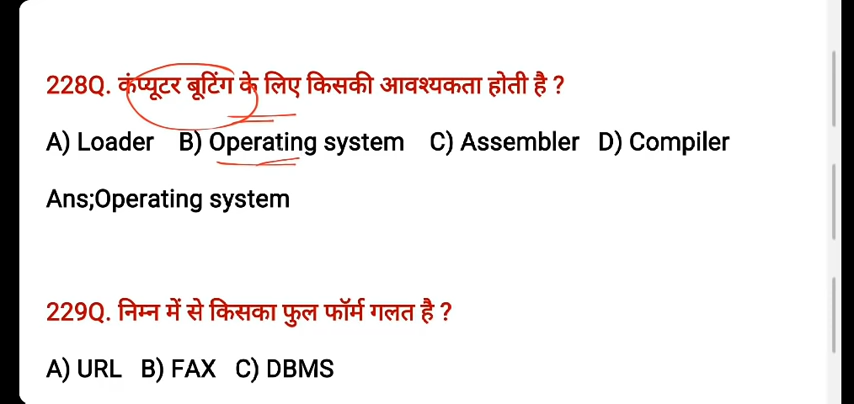 228Q. कंप्यूटर बूटिंग के लिए किसकी आवश्यकता होती है ?
A) Loader B) Operating system C) Assembler D) Compiler
Ans;Operating system
229Q. निम्न में से किसका फुल फॉर्म गलत है ?
A) URL B) FAX C) DBMS